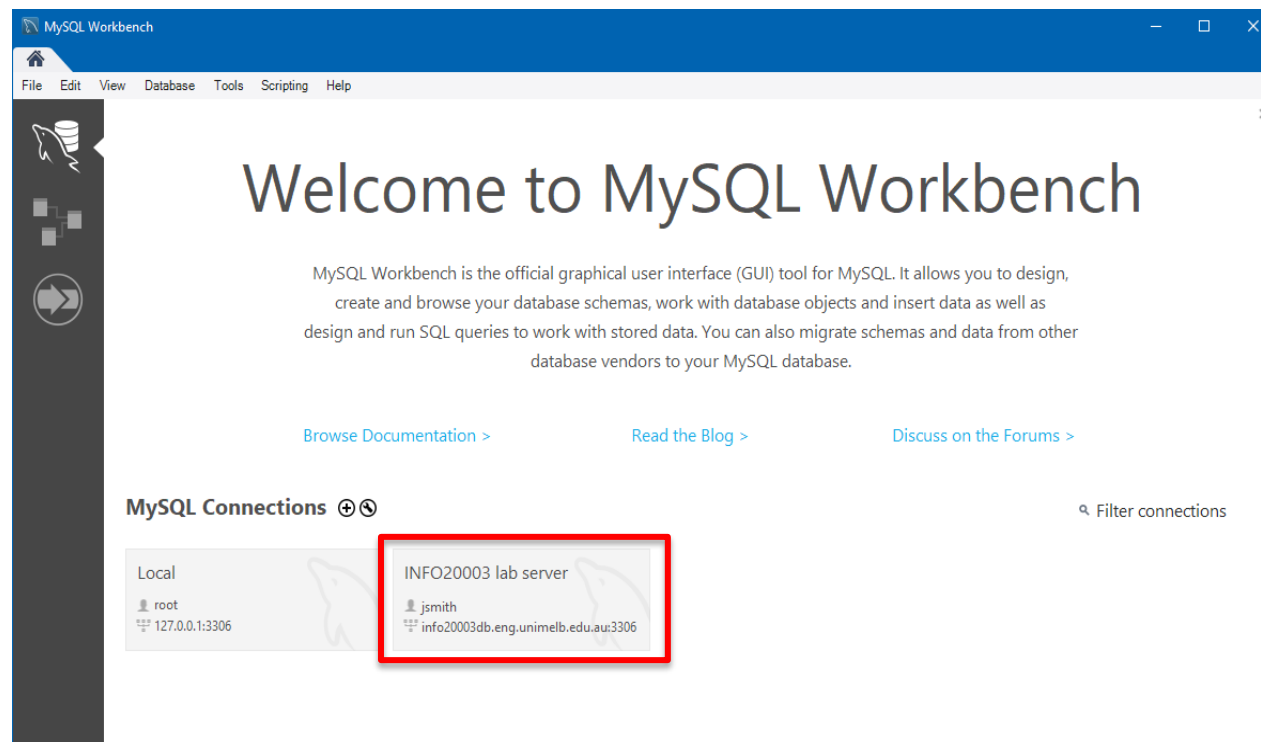 MySQL Workbench
File Edit View Database Tools Scripting Help
Welcome to MySQL Workbench
MySQL Workbench is the official graphical user interface (GUI) tool for MySQL. It allows you to design,
create and browse your database schemas, work with database objects and insert data as well as
design and run SQL queries to work with stored data. You can also migrate schemas and data from other
database vendors to your MySQL database.
Browse Documentation > Read the Blog > Discuss on the Forums >
MySQL Connections Filter connections
Local
root
127.0.0.1:3306
INFO20003 lab server
jsmith
info20003db.eng.unimelb.edu.au:3306